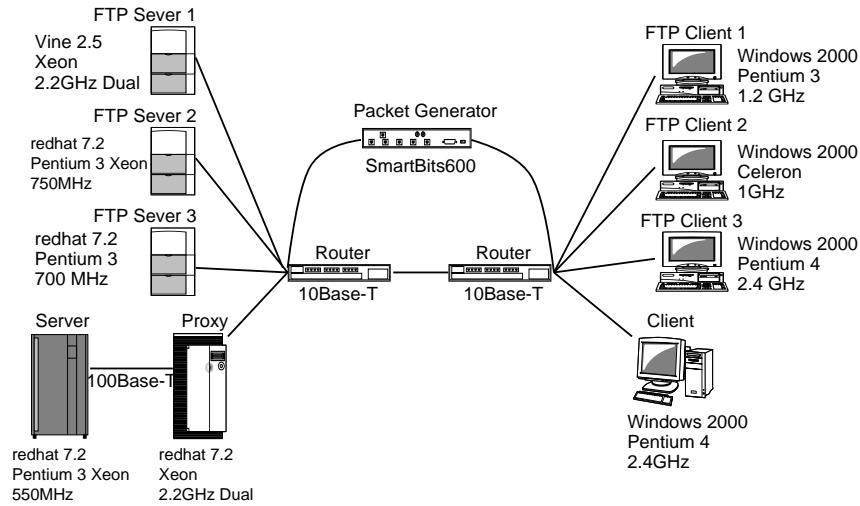 FTP Sever 1
Vine 2.5
Xeon
2.2GHz Dual
FTP Sever 2
redhat 7.2
Pentium 3 Xeon
750MHz
FTP Sever 3
redhat 7.2
Pentium 3
700 MHz
Server
100Base-T
redhat 7.2
Pentium 3 Xeon
550MHz
Proxy
redhat 7.2
Xeon
2.2GHz Dual
Packet Generator
SmartBits600
Router
10Base-T
Router
10Base-T
FTP Client 1
Windows 2000
Pentium 3
1.2 GHz
FTP Client 2
Windows 2000
Celeron
1GHz
FTP Client 3
Windows 2000
Pentium 4
2.4 GHz
Client
Windows 2000
Pentium 4
2.4GHz